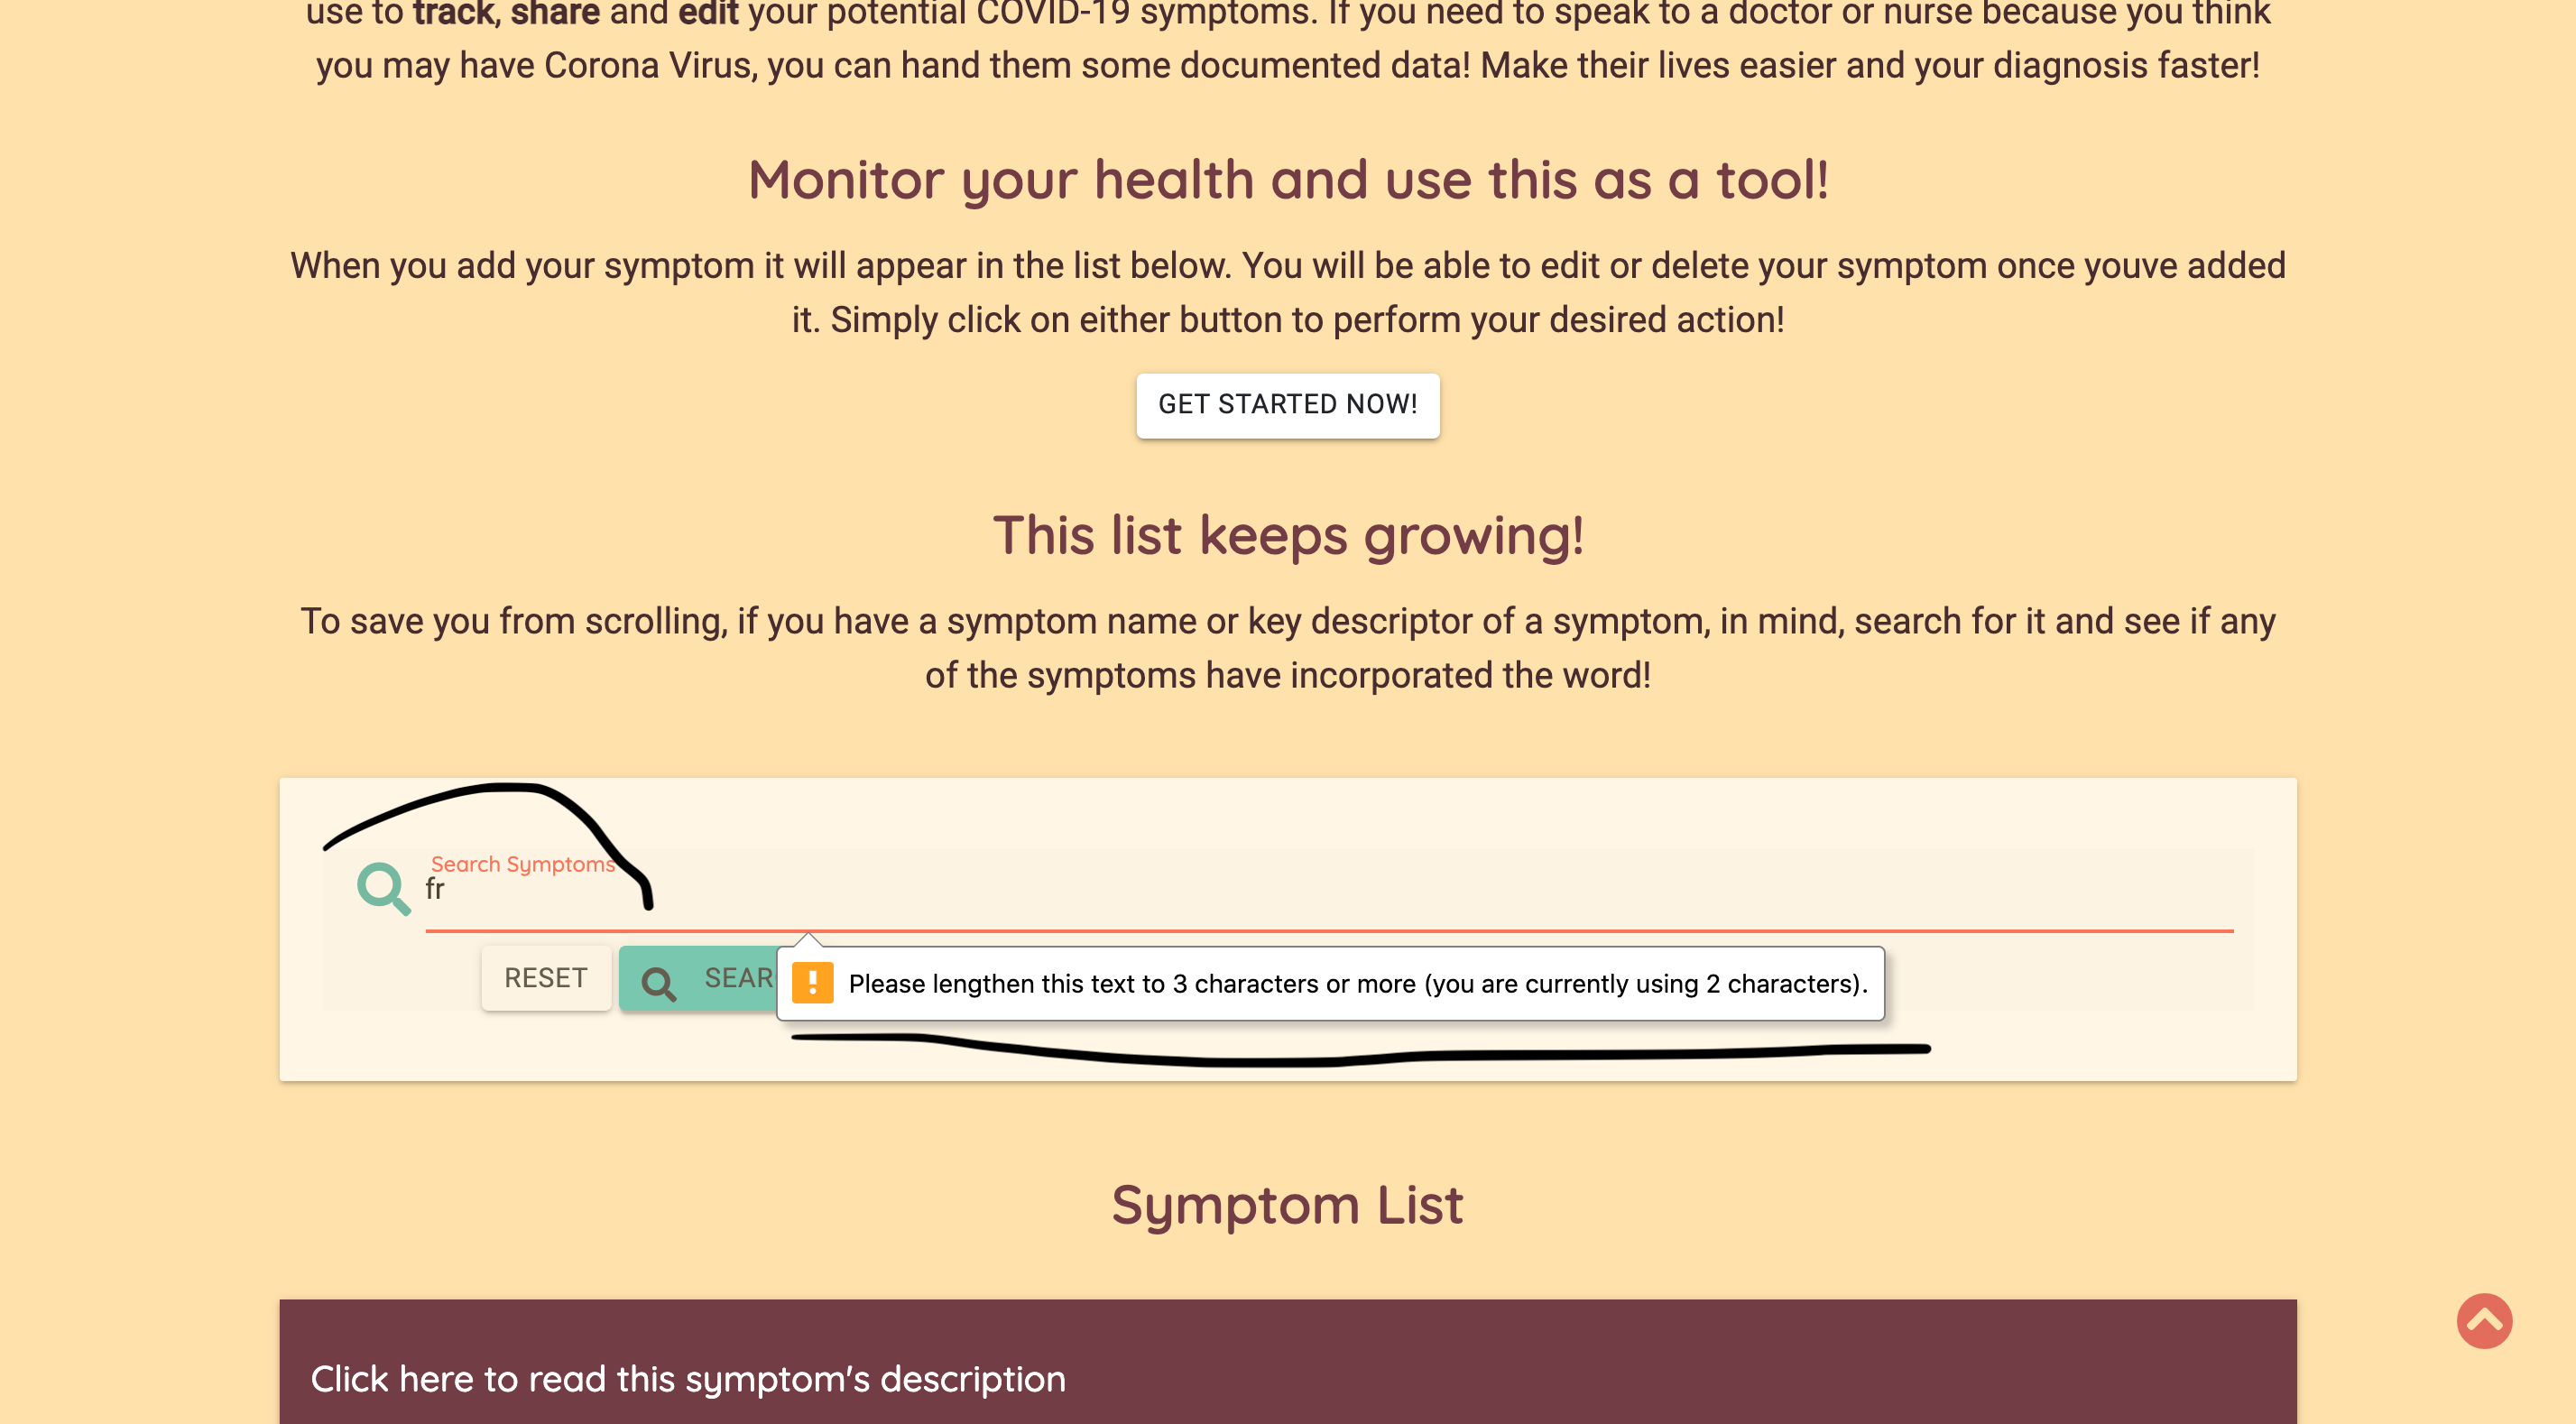 use to track, share and edit your potential COVID-19 symptoms. If you need to speak to a doctor or nurse because you think
you may have Corona Virus, you can hand them some documented data! Make their lives easier and your diagnosis faster!
Monitor your health and use this as a tool!
When you add your symptom it will appear in the list below. You will be able to edit or delete your symptom once youve added
it. Simply click on either button to perform your desired action!
GET STARTED NOW!
This list keeps growing!
To save you from scrolling, if you have a symptom name or key descriptor of a symptom, in mind, search for it and see if any
of the symptoms have incorporated the word!
Search Symptoms
fr
RESET
SEAR
Please lengthen this text to 3 characters or more (you are currently using 2 characters).
Symptom List
Click here to read this symptom's description